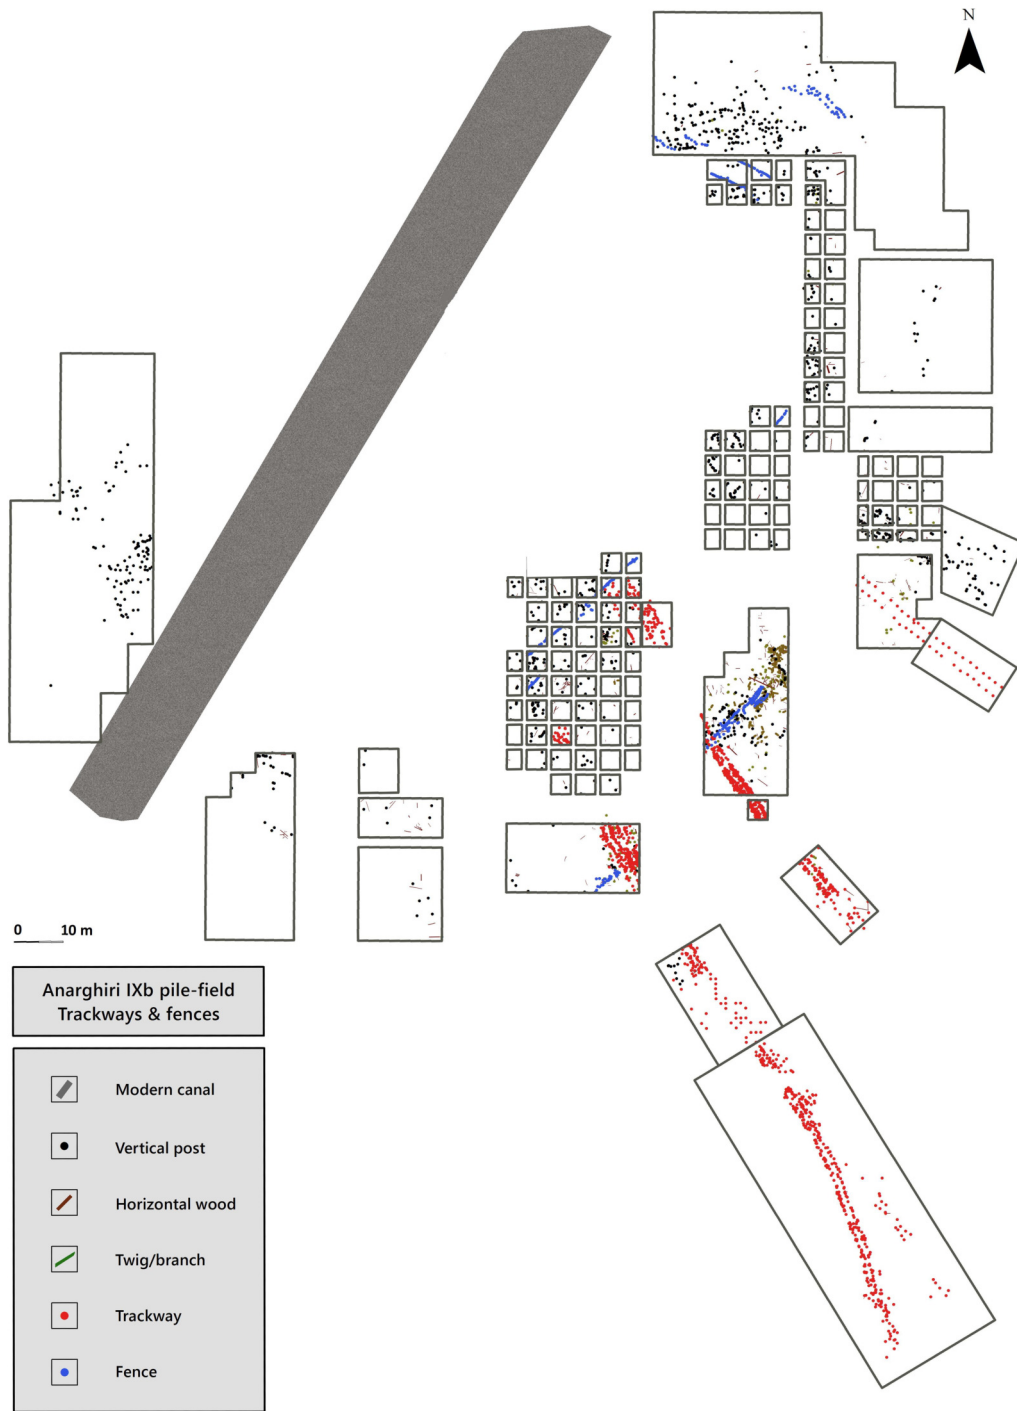 N
0 10 m
Anarghiri IXb pile-field
Trackways & fences
Modern canal
Vertical post
Horizontal wood
Twig/branch
Trackway
Fence